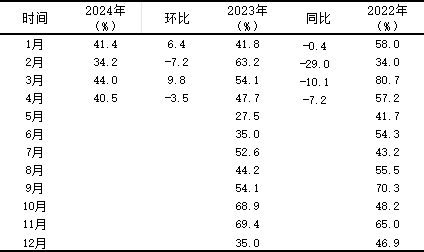 时间 2024年（%） 环比 2023年（%） 同比 2022年（%）
1月 41.4 6.4 41.8 -0.4 58.0
2月 34.2 -7.2 63.2 -29.0 34.0
3月 44.0 9.8 54.1 -10.1 80.7
4月 40.5 -3.5 47.7 -7.2 57.2
5月 27.5 41.7
6月 35.0 54.3
7月 52.6 43.2
8月 44.2 55.5
9月 54.1 70.3
10月 68.9 48.2
11月 69.4 65.0
12月 35.0 46.9